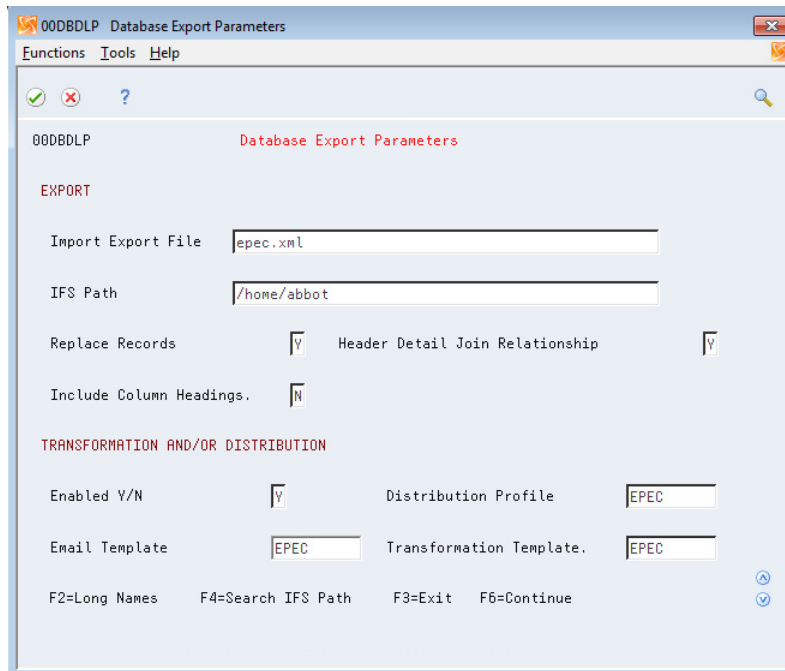 00DBDLP Database Export Parameters
Functions Tools Help
?
00DBDLP Database Export Parameters
EXPORT
Import Export File epec.xml
IFS Path /home/abbot
Replace Records Y Header Detail Join Relationship Y
Include Column Headings. N
TRANSFORMATION AND/OR DISTRIBUTION
Enabled Y/N Y Distribution Profile EPEC
Email Template EPEC Transformation Template. EPEC
F2=Long Names F4=Search IFS Path F3=Exit F6=Continue